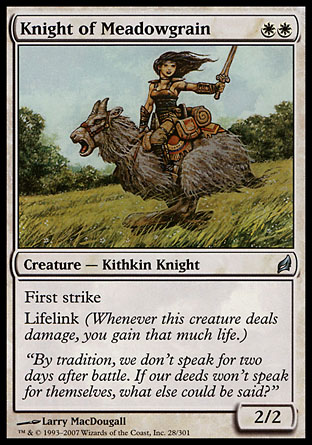 Knight of Meadowgrain
Creature — Kithkin Knight
First strike
Lifelink (Whenever this creature deals
damage, you gain that much life.)
"By tradition, we don't speak for two
days after battle. If our deeds won't speak
for themselves, what else could be said?"
Larry MacDougall
™ & © 1993–2007 Wizards of the Coast, Inc. 28/301
2/2